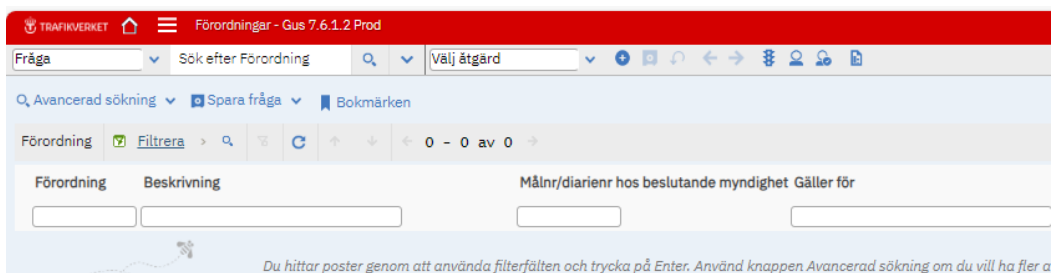 TRAFIKVERKET Förordningar - Gus 7.6.1.2 Prod
Fråga Sök efter Förordning Välj åtgärd
Avancerad sökning Spara fråga Bokmärken
Förordning Filtrera 0 - 0 av 0
Förordning Beskrivning Målnr/diarienr hos beslutande myndighet Gäller för
Du hittar poster genom att använda filterfälten och trycka på Enter. Använd knappen Avancerad sökning om du vill ha fler a